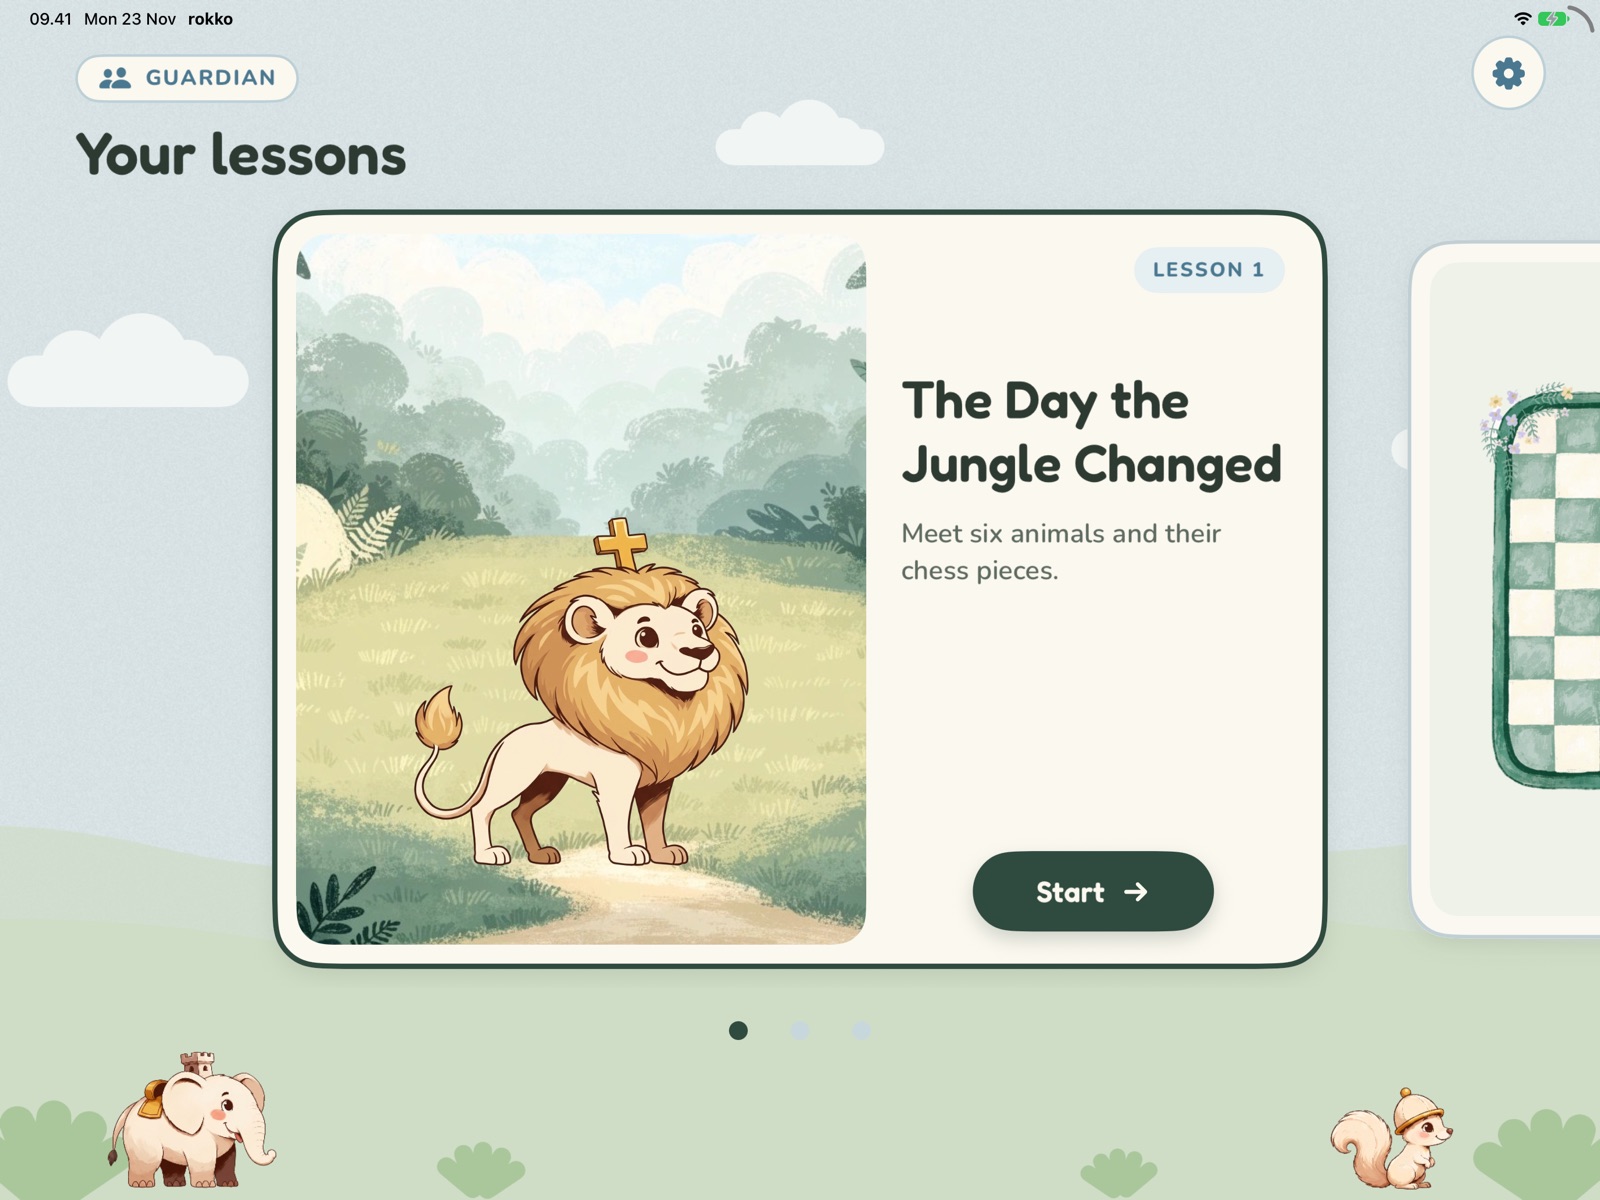 09.41 Mon 23 Nov rokko
GUARDIAN
Your lessons
LESSON 1
The Day the
Jungle Changed
Meet six animals and their
chess pieces.
Start